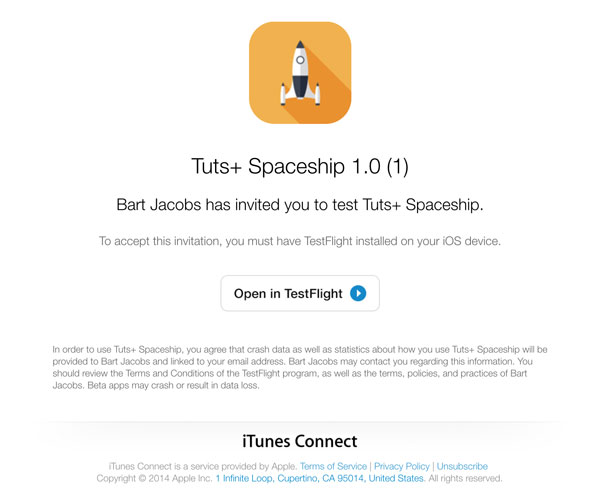 Tuts+ Spaceship 1.0 (1)
Bart Jacobs has invited you to test Tuts+ Spaceship.
To accept this invitation, you must have TestFlight installed on your iOS device.
Open in TestFlight
In order to use Tuts+ Spaceship, you agree that crash data as well as statistics about how you use Tuts+ Spaceship will be
provided to Bart Jacobs and linked to your email address. Bart Jacobs may contact you regarding this information. You
should review the Terms and Conditions of the TestFlight program, as well as the terms, policies, and practices of Bart
Jacobs. Beta apps may crash or result in data loss.
iTunes Connect
iTunes Connect is a service provided by Apple. Terms of Service | Privacy Policy | Unsubscribe
Copyright © 2014 Apple Inc. 1 Infinite Loop, Cupertino, CA 95014, United States. All rights reserved.